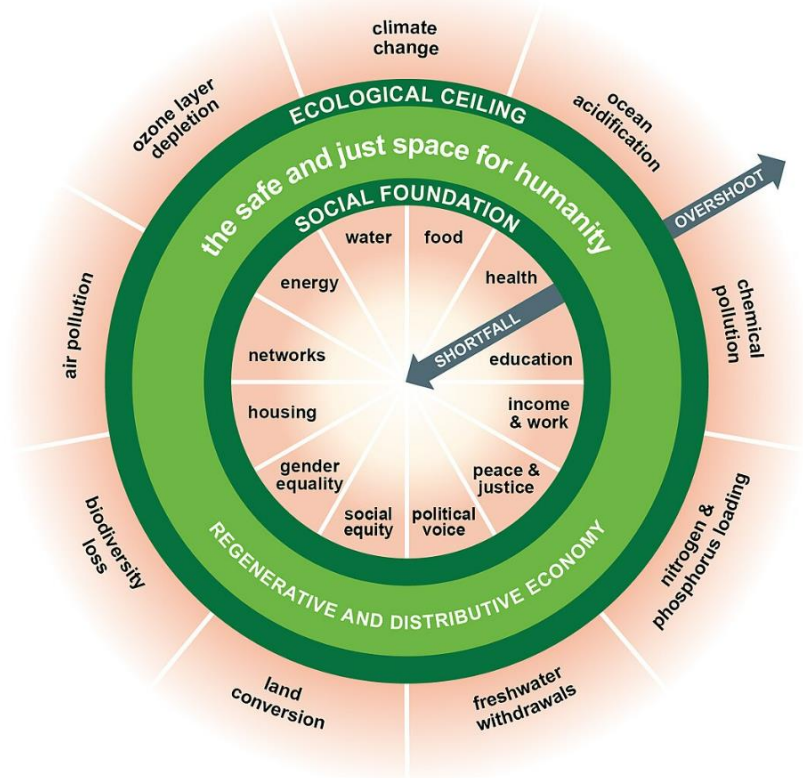 climate
change
ocean
acidification
chemical
pollution
nitrogen &
phosphorus loading
freshwater
withdrawals
land
conversion
biodiversity
loss
air pollution
ozone layer
depletion
OVERSHOOT
ECOLOGICAL CEILING
the safe and just space for humanity
SOCIAL FOUNDATION
water
food
health
SHORTFALL
education
income
& work
peace &
justice
political
voice
social
equity
gender
equality
housing
networks
energy
REGENERATIVE AND DISTRIBUTIVE ECONOMY